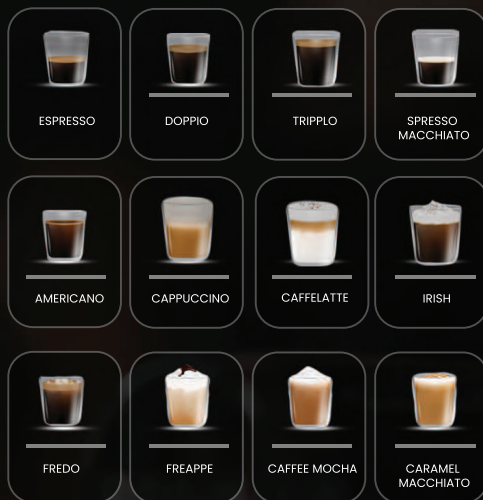 ESPRESSO
DOPPIO
TRIPPLO
SPRESSO
MACCHIATO
AMERICANO
CAPPUCCINO
CAFFELATTE
IRISH
FREDO
FREAPPE
CAFFEE MOCHA
CARAMEL
MACCHIATO